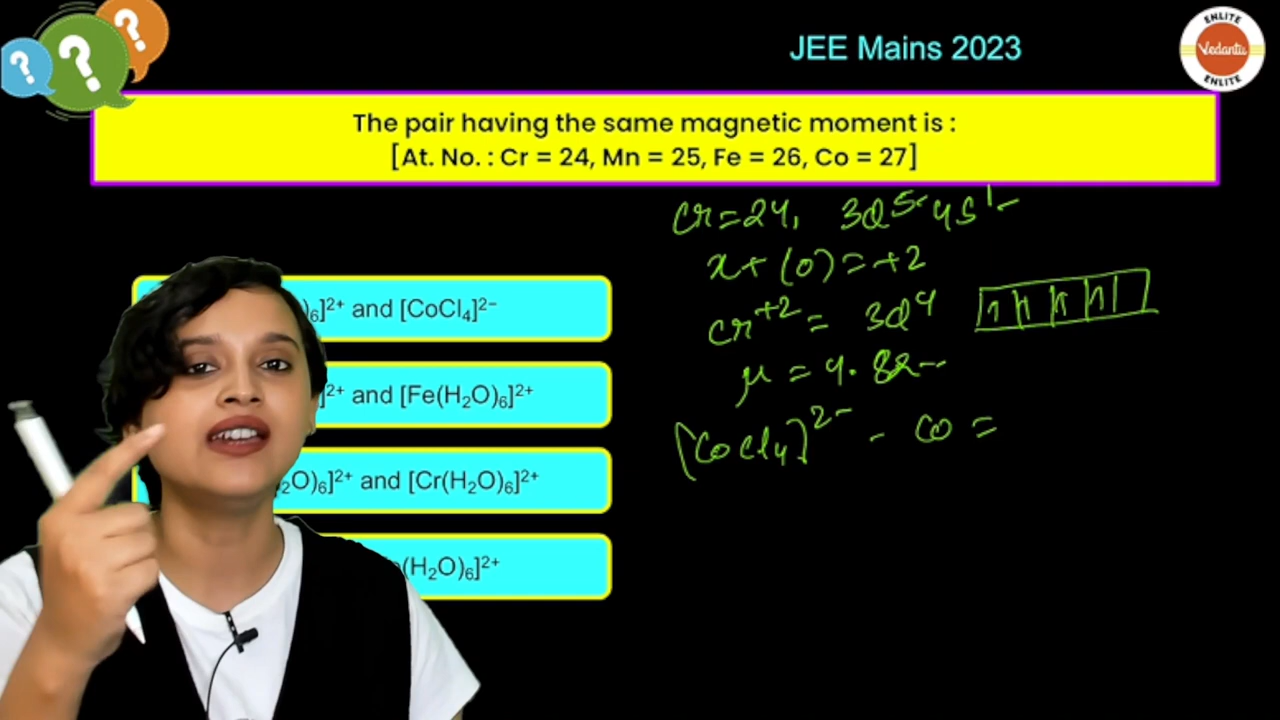 JEE Mains 2023
ENLITE
Vedantu
ENLITE
The pair having the same magnetic moment is :
[At. No. : Cr = 24, Mn = 25, Fe = 26, Co = 27]
Cr=24, 3d⁵ 4s¹
x+(0)=+2
Cr⁺² = 3d⁴
μ = 4.82
[CoCl₄]²⁻ - Co =
)₆]²⁺ and [CoCl₄]²⁻
]²⁺ and [Fe(H₂O)₆]²⁺
₂O)₆]²⁺ and [Cr(H₂O)₆]²⁺
(H₂O)₆]²⁺